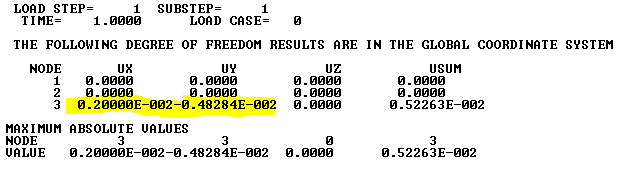 LOAD STEP= 1 SUBSTEP= 1
TIME= 1.0000 LOAD CASE= 0
THE FOLLOWING DEGREE OF FREEDOM RESULTS ARE IN THE GLOBAL COORDINATE SYSTEM
NODE UX UY UZ USUM
1 0.0000 0.0000 0.0000 0.0000
2 0.0000 0.0000 0.0000 0.0000
3 0.20000E-002-0.48284E-002 0.0000 0.52263E-002
MAXIMUM ABSOLUTE VALUES
NODE 3 3 0 3
VALUE 0.20000E-002-0.48284E-002 0.0000 0.52263E-002